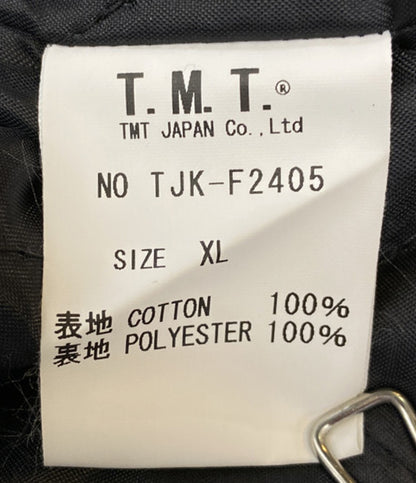 T.M.T.®
TMT JAPAN Co.,Ltd
NO TJK-F2405
SIZE XL
表地 COTTON 100%
裏地 POLYESTER 100%